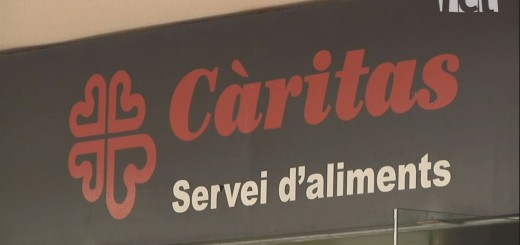 Càritas
Servei d'aliments